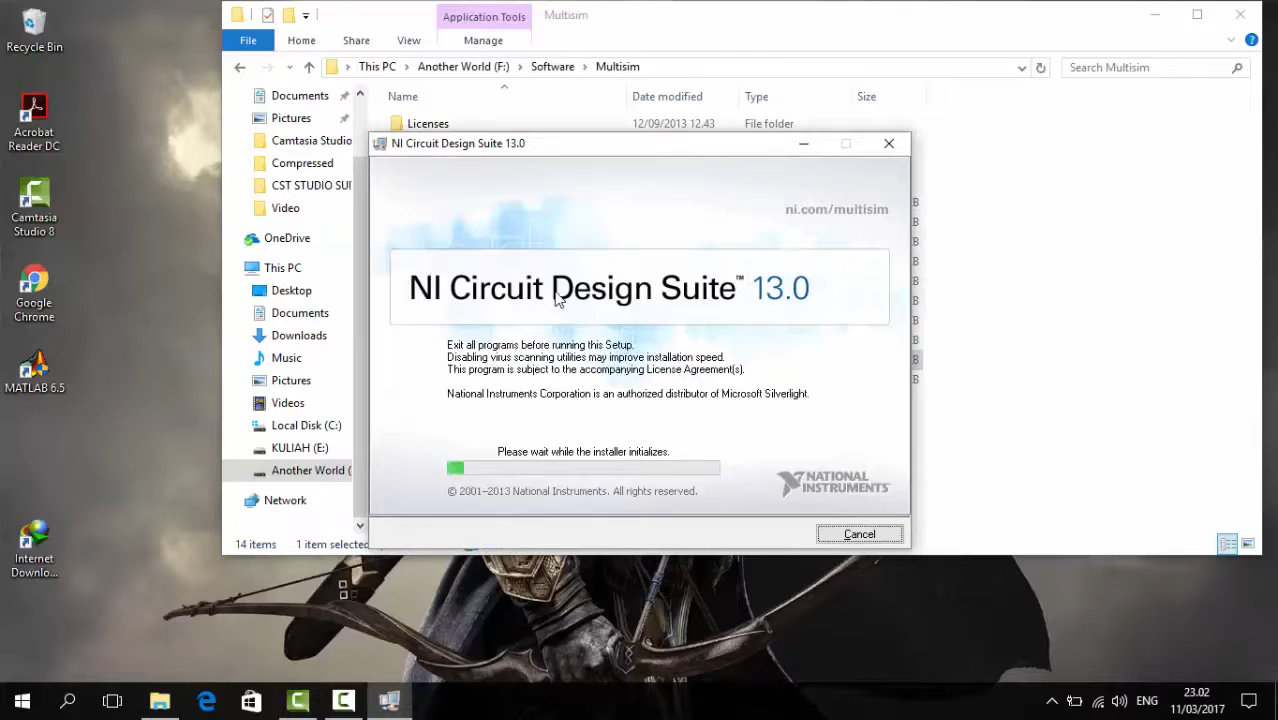 Recycle Bin
Acrobat
Reader DC
Camtasia
Studio 8
Google
Chrome
MATLAB 6.5
Internet
Downlo...
Application Tools
Multisim
File
Home
Share
View
Manage
This PC
Another World (F:)
Software
Multisim
Search Multisim
Name
Date modified
Type
Size
Licenses
12/09/2013 12.43
File folder
Documents
Pictures
Camtasia Studio
Compressed
CST STUDIO SUI
Video
OneDrive
This PC
Desktop
Documents
Downloads
Music
Pictures
Videos
Local Disk (C:)
KULIAH (E:)
Another World (
Network
14 items
1 item selected
NI Circuit Design Suite 13.0
ni.com/multisim
NI Circuit Design Suite™ 13.0
Exit all programs before running this Setup.
Disabling virus scanning utilities may improve installation speed.
This program is subject to the accompanying License Agreement(s).
National Instruments Corporation is an authorized distributor of Microsoft Silverlight.
Please wait while the installer initializes.
© 2001–2013 National Instruments. All rights reserved.
NATIONAL
INSTRUMENTS
Cancel
ENG
23.02
11/03/2017